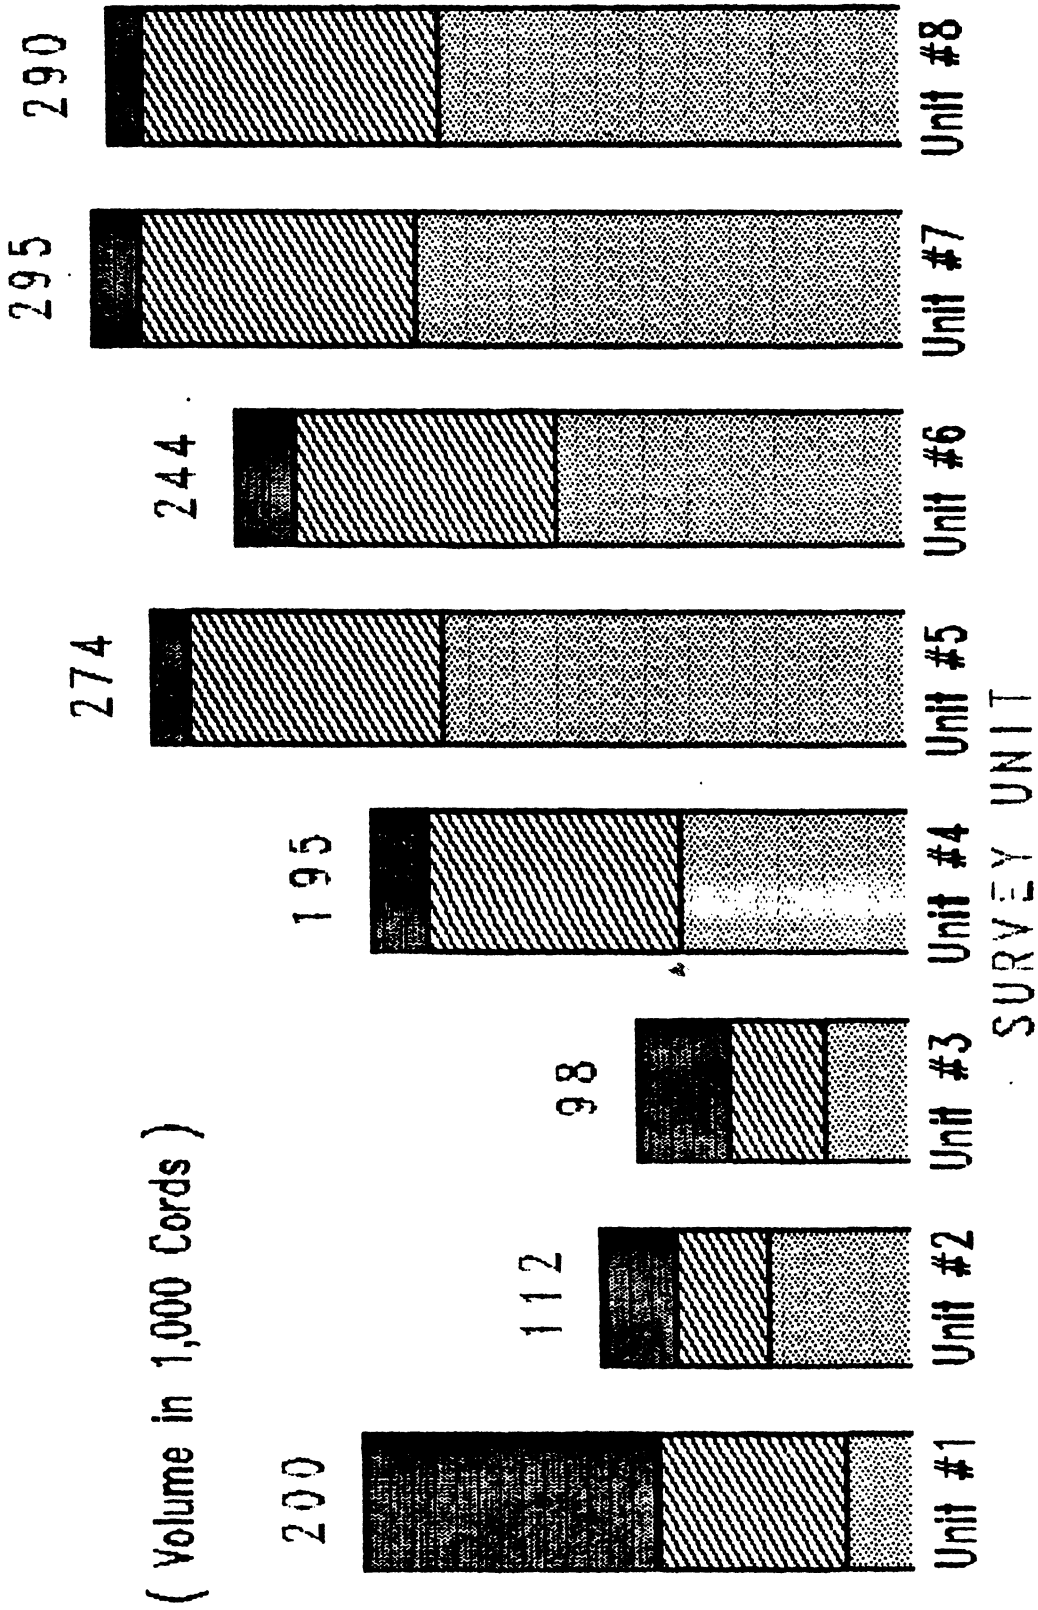 ( Volume in 1,000 Cords )
200
112
98
195
274
244
295
290
Unit #1
Unit #2
Unit #3
Unit #4
Unit #5
Unit #6
Unit #7
Unit #8
SURVEY UNIT